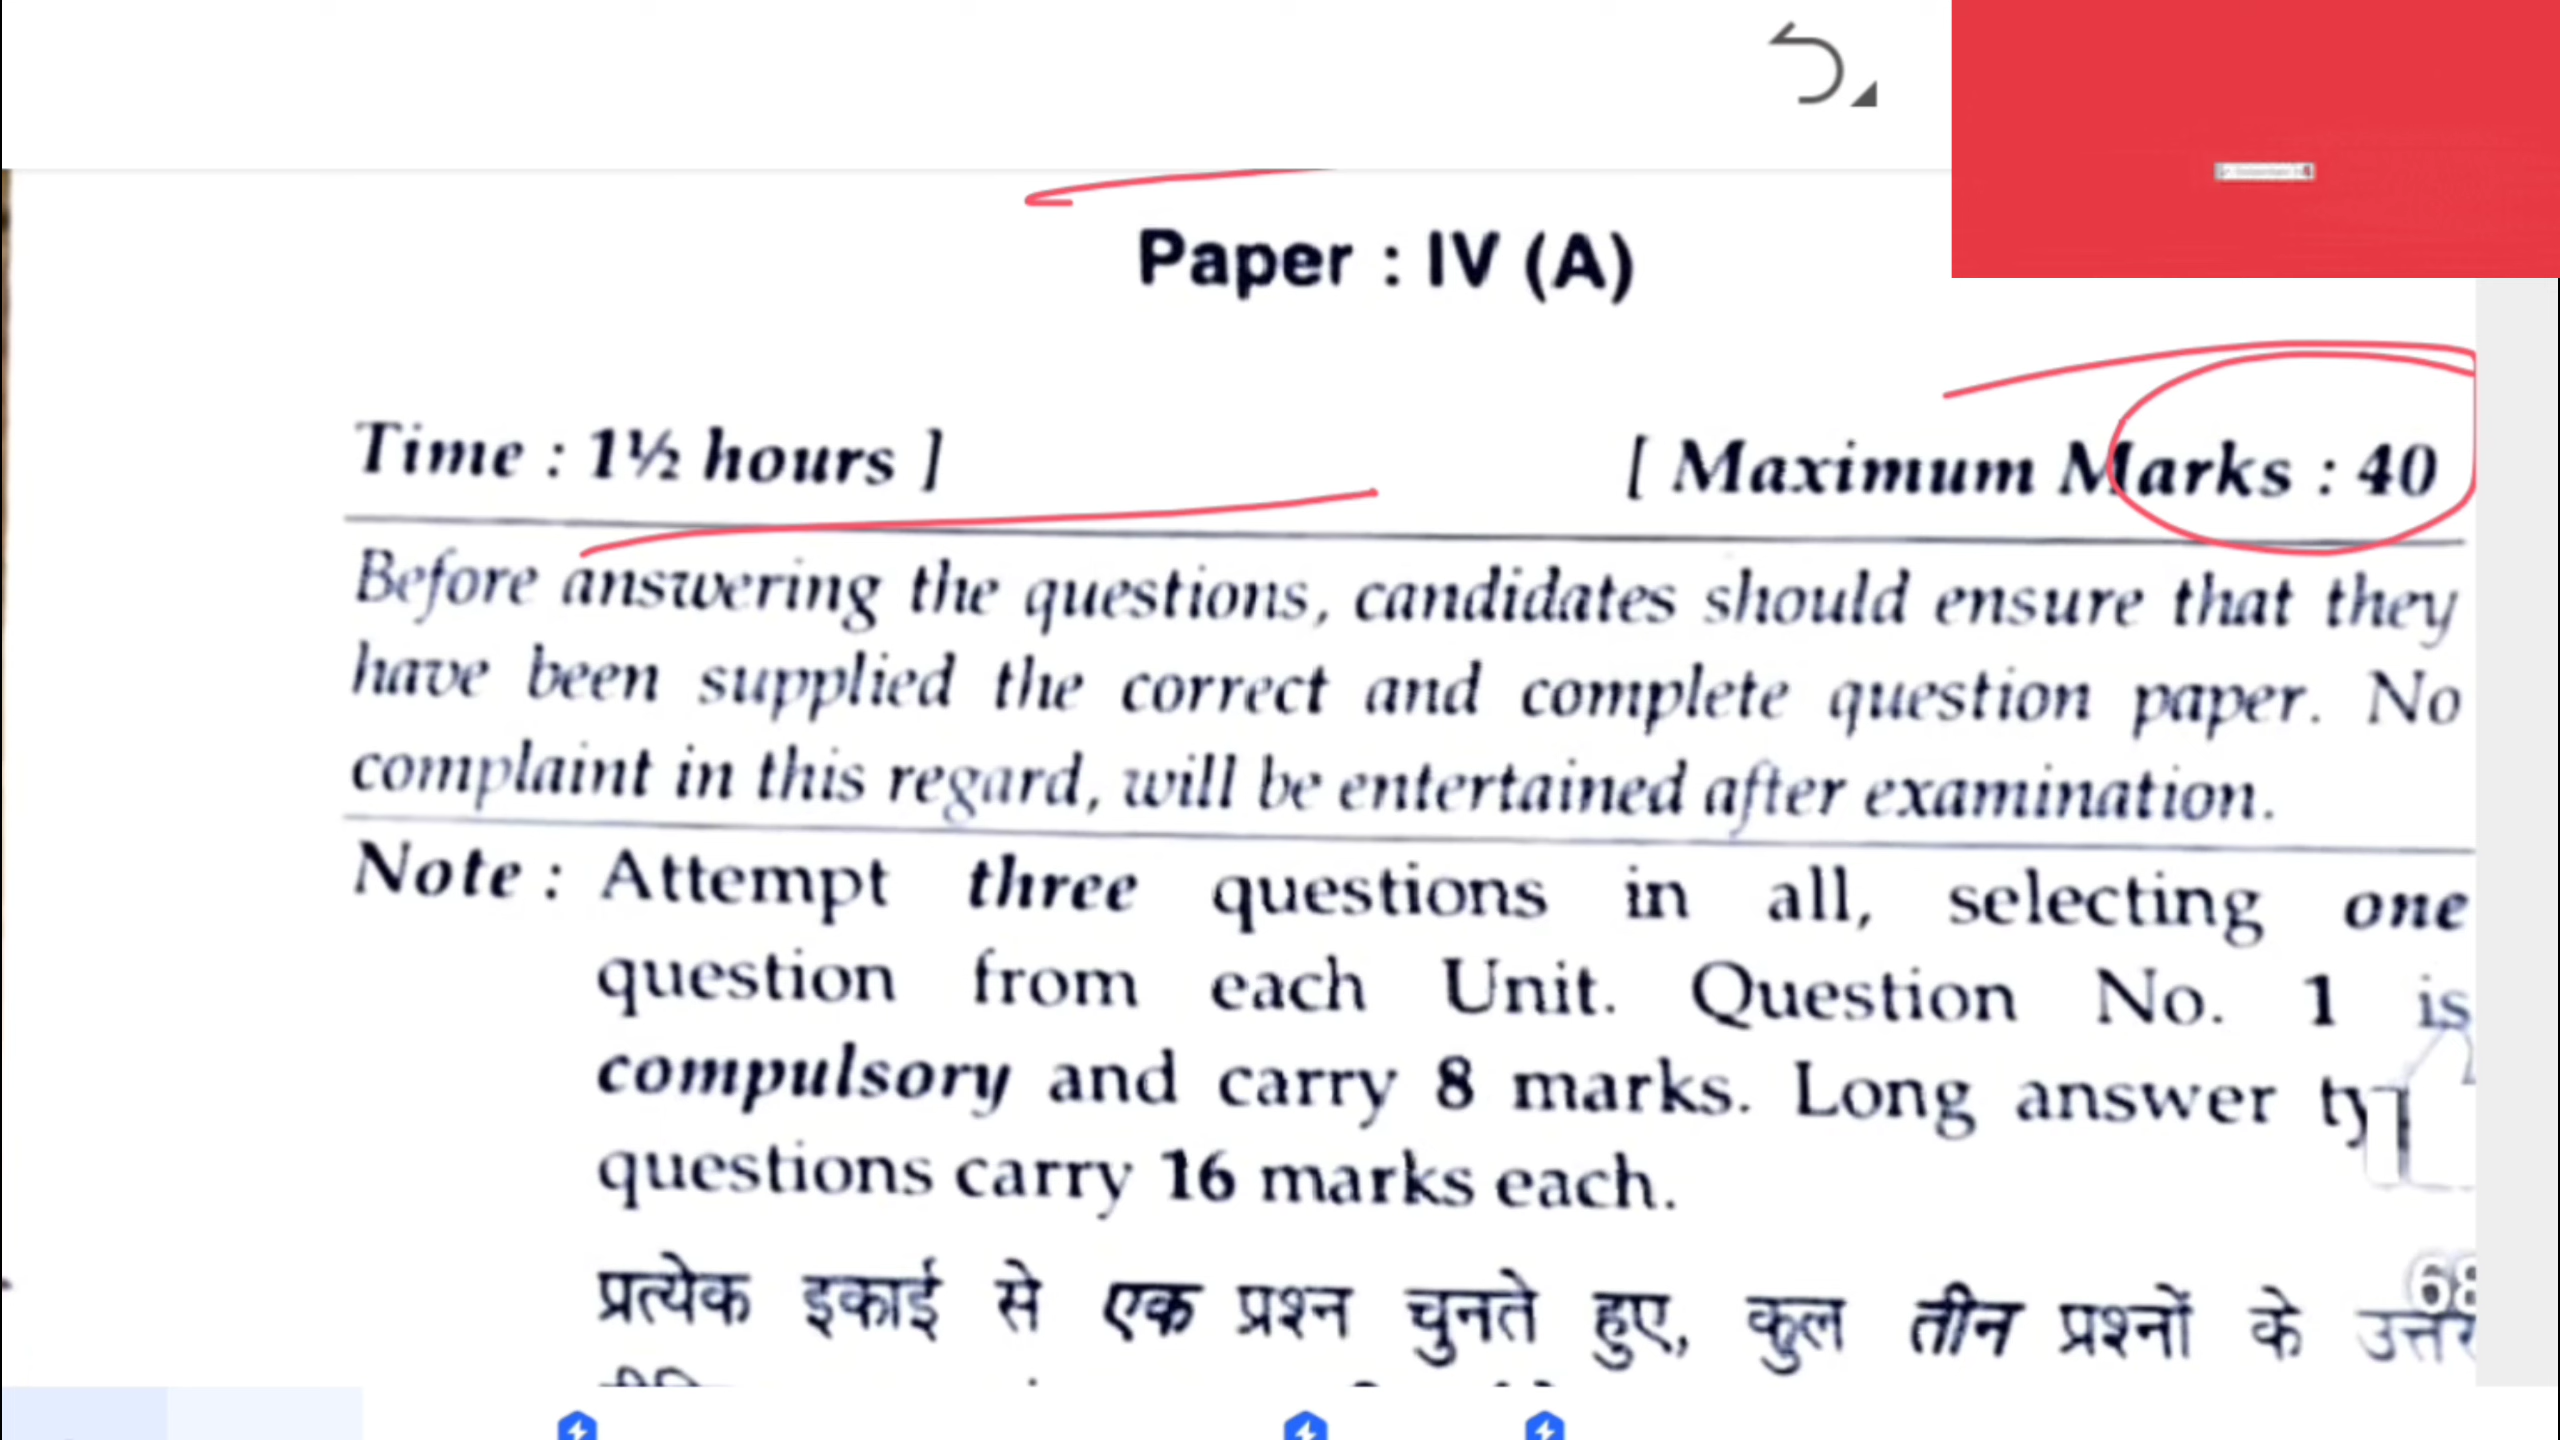 Paper : IV (A)
Time : 1½ hours ] [ Maximum Marks : 40
Before answering the questions, candidates should ensure that they
have been supplied the correct and complete question paper. No
complaint in this regard, will be entertained after examination.
Note : Attempt three questions in all, selecting one
question from each Unit. Question No. 1 is
compulsory and carry 8 marks. Long answer
questions carry 16 marks each.
प्रत्येक इकाई से एक प्रश्न चुनते हुए, कुल तीन प्रश्नों के